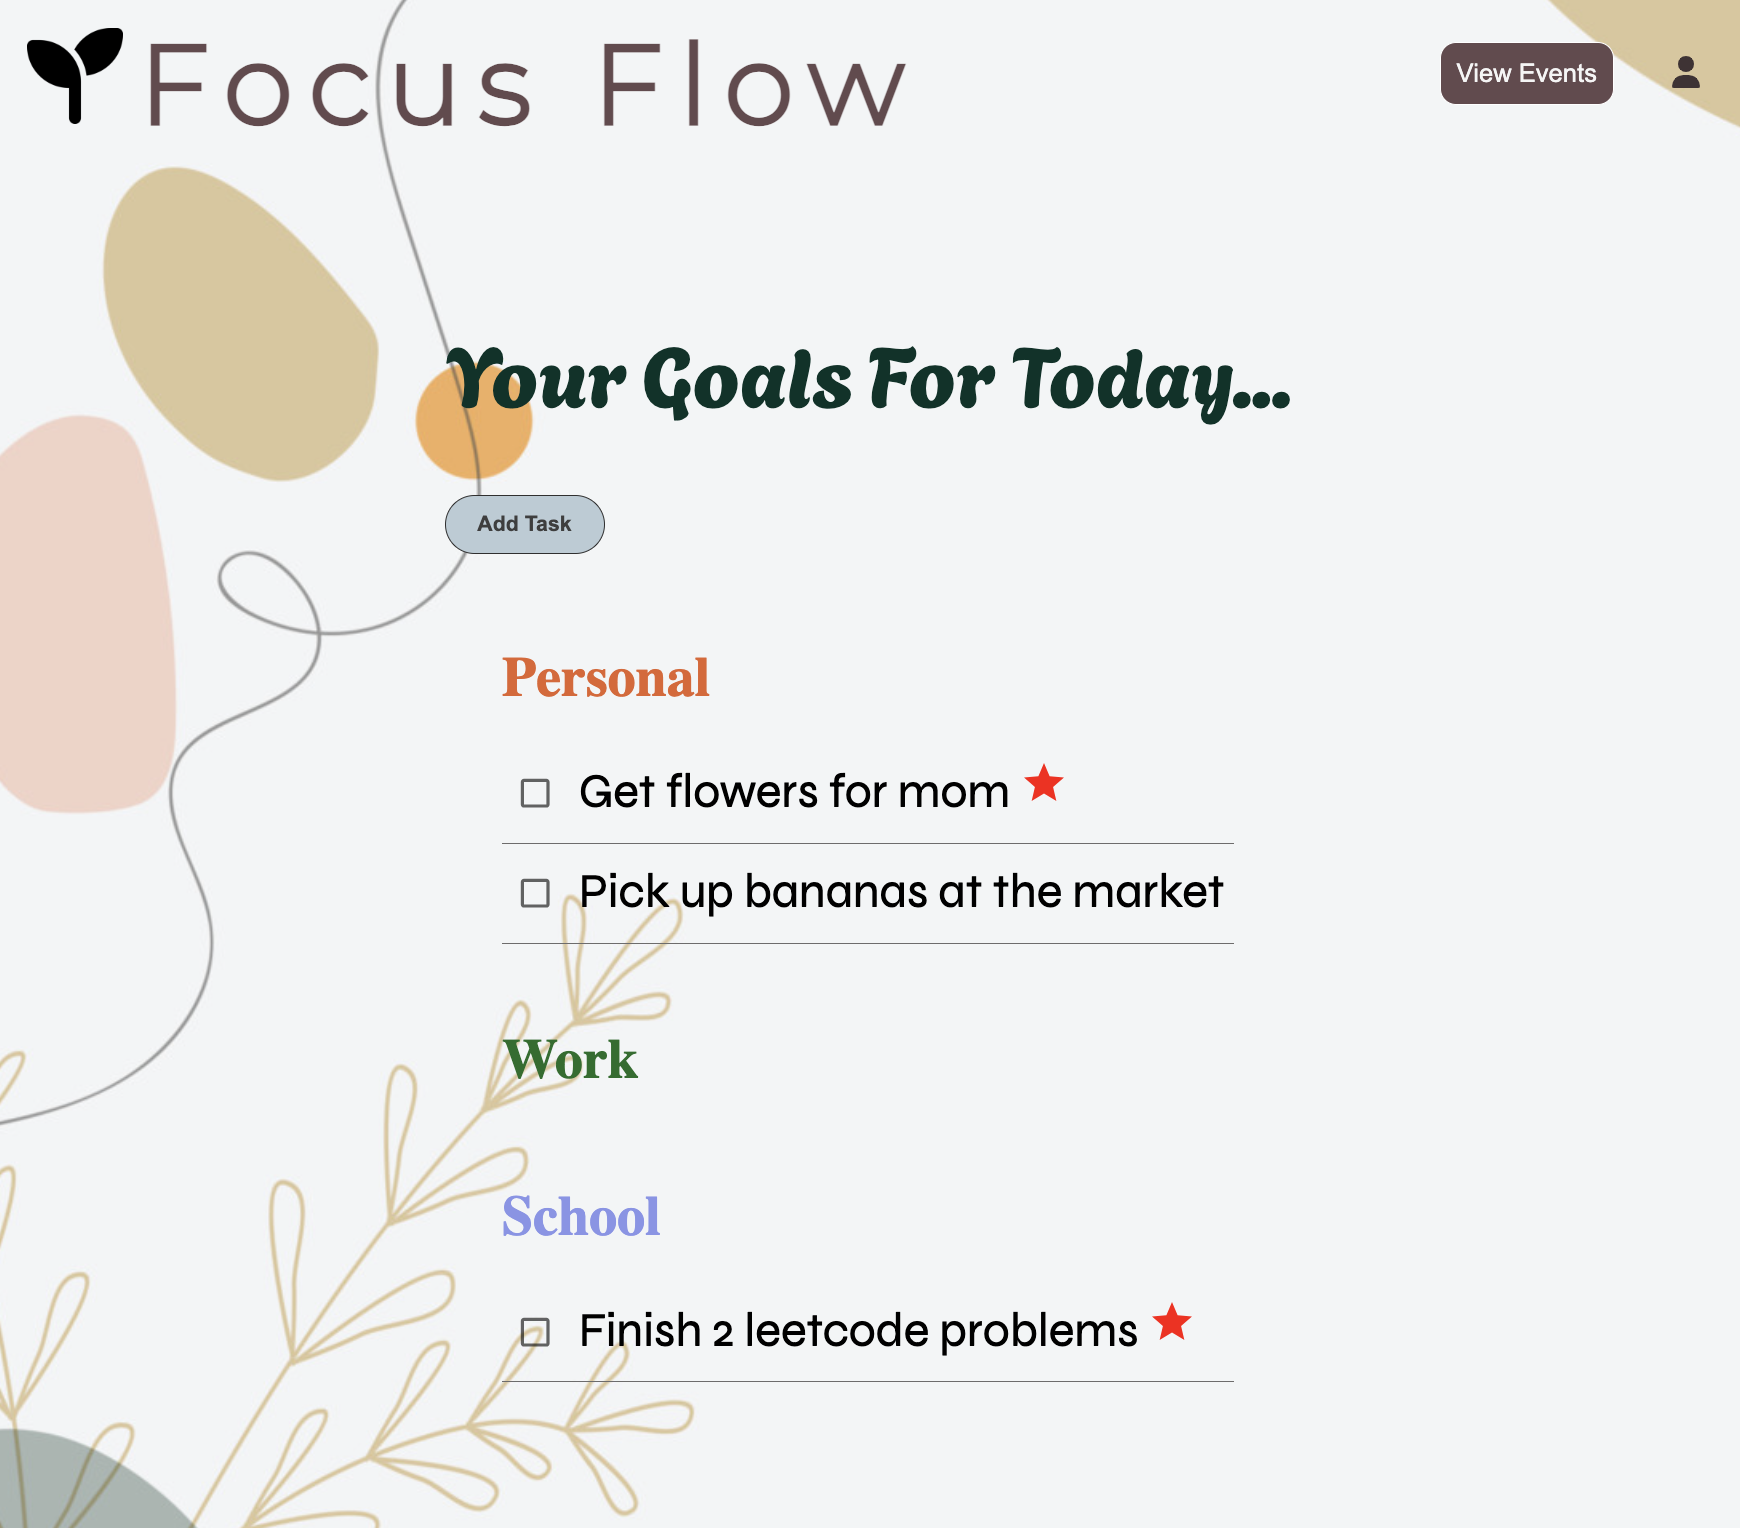 Focus Flow
View Events
Your Goals For Today...
Add Task
Personal
Get flowers for mom
Pick up bananas at the market
Work
School
Finish 2 leetcode problems